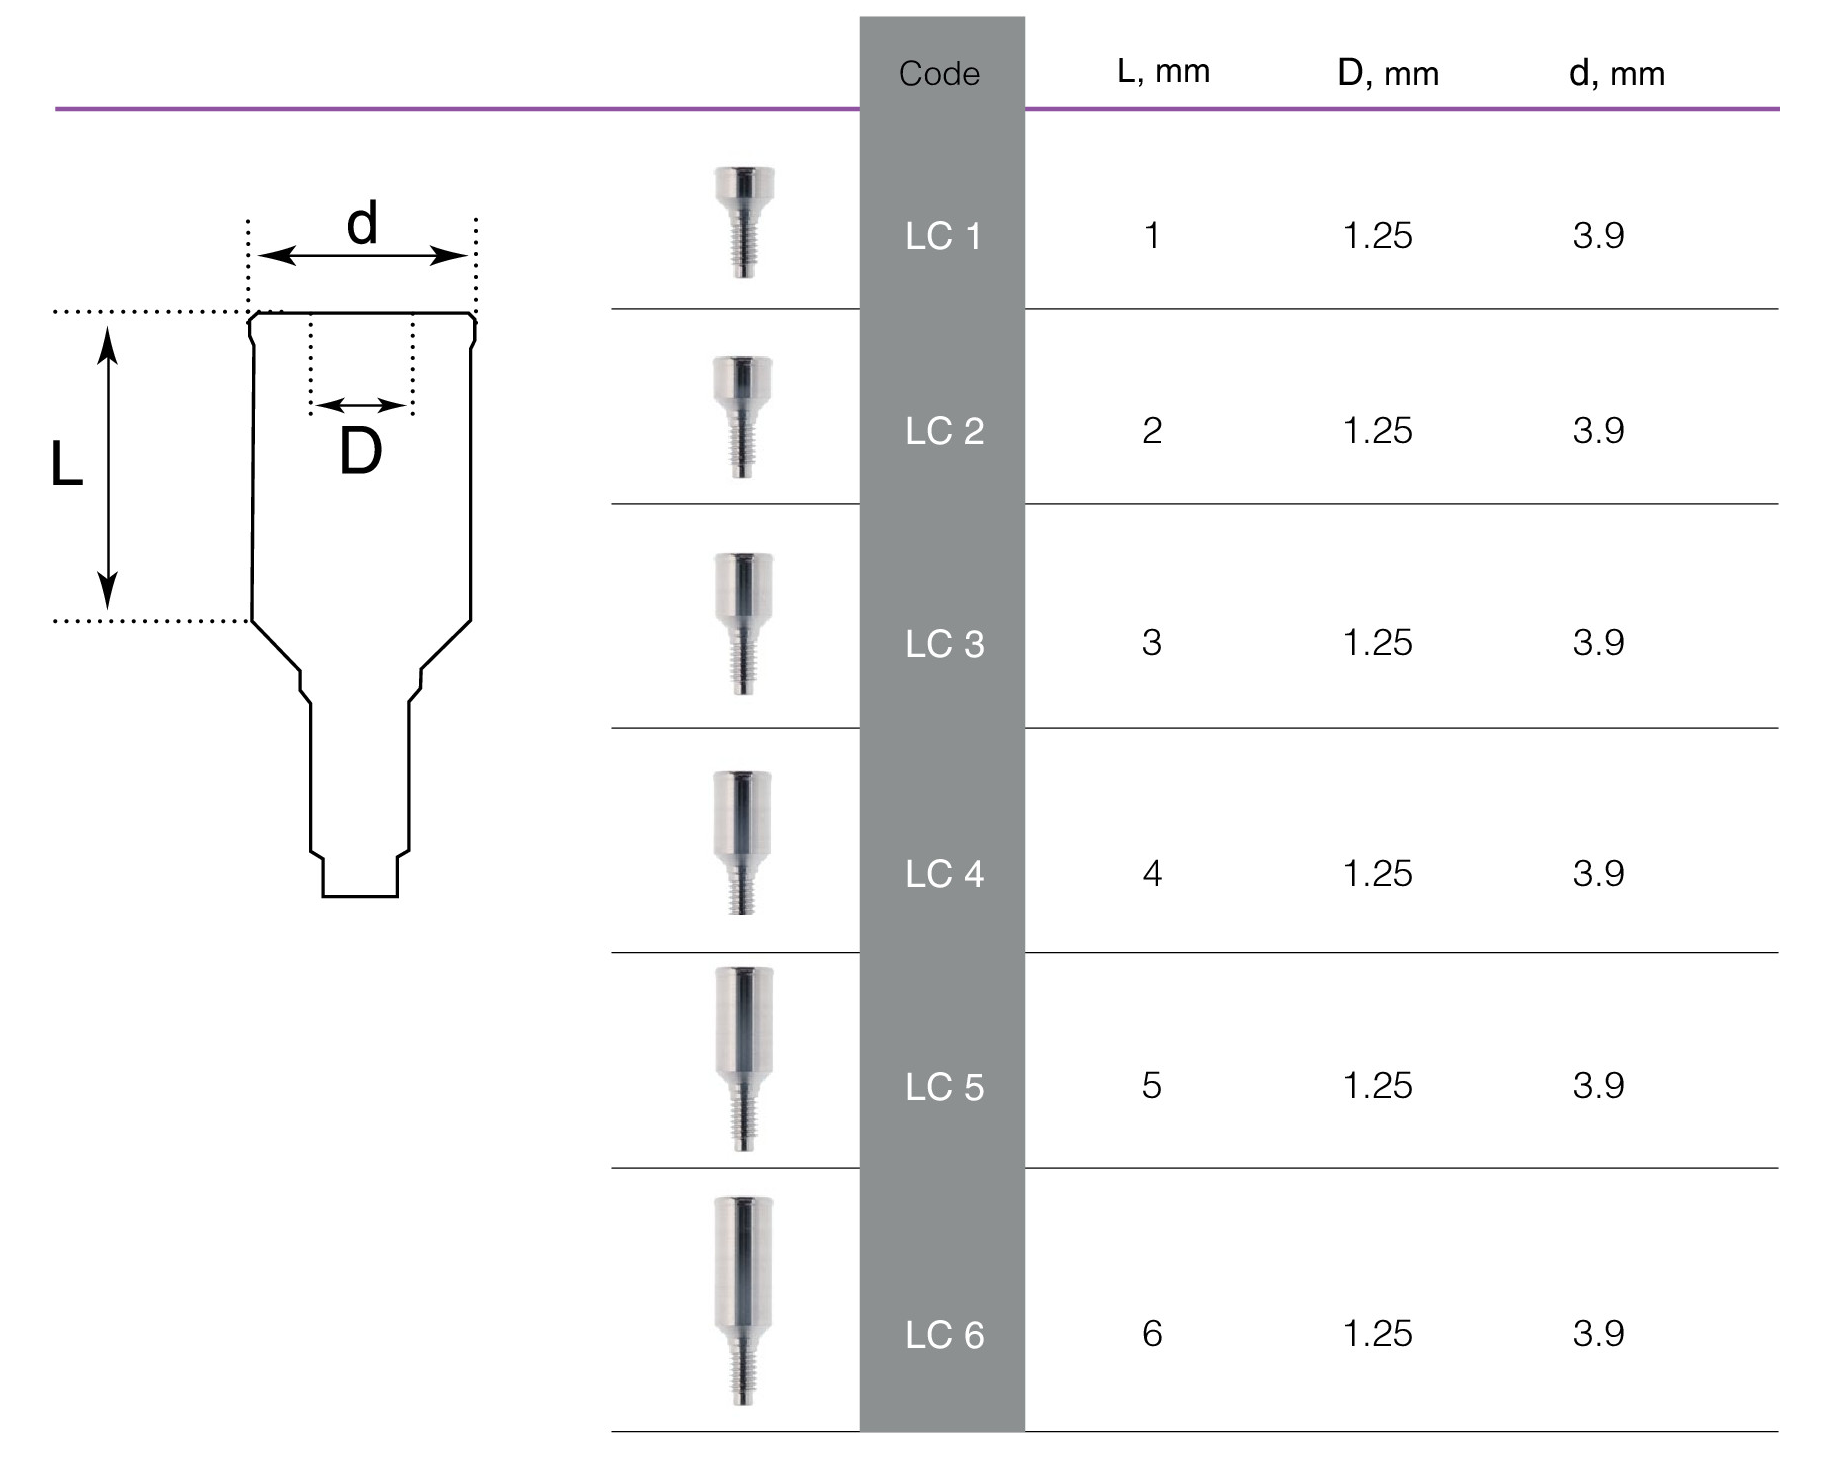 Code L, mm D, mm d, mm
d
D
L
LC 1 1 1.25 3.9
LC 2 2 1.25 3.9
LC 3 3 1.25 3.9
LC 4 4 1.25 3.9
LC 5 5 1.25 3.9
LC 6 6 1.25 3.9